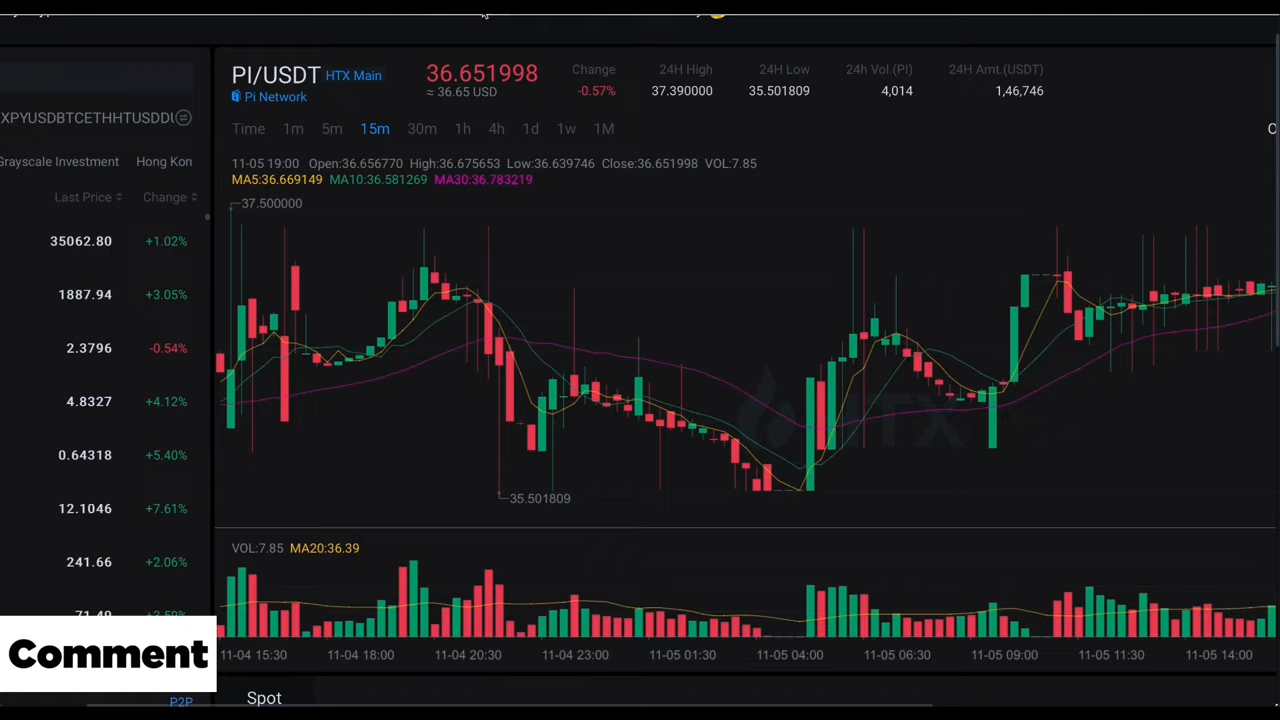 PI/USDT HTX Main
Pi Network
36.651998
≈ 36.65 USD
Change
-0.57%
24H High
37.390000
24H Low
35.501809
24h Vol.(PI)
4,014
24H Amt.(USDT)
1,46,746
Time 1m 5m 15m 30m 1h 4h 1d 1w 1M
11-05 19:00 Open:36.656770 High:36.675653 Low:36.639746 Close:36.651998 VOL:7.85
MA5:36.669149 MA10:36.581269 MA30:36.783219
37.500000
35.501809
HTX
VOL:7.85 MA20:36.39
11-04 15:30 11-04 18:00 11-04 20:30 11-04 23:00 11-05 01:30 11-05 04:00 11-05 06:30 11-05 09:00 11-05 11:30 11-05 14:00
Spot
XPYUSDBTCETHHTUSDDU
Grayscale Investment Hong Kon
Last Price Change
35062.80 +1.02%
1887.94 +3.05%
2.3796 -0.54%
4.8327 +4.12%
0.64318 +5.40%
12.1046 +7.61%
241.66 +2.06%
Comment
P2P